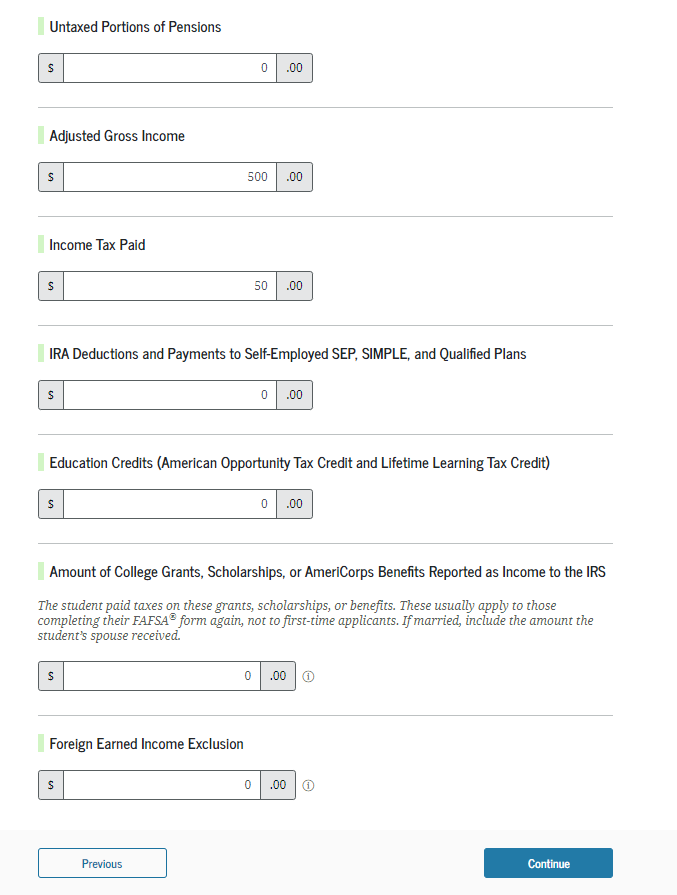 Untaxed Portions of Pensions
$ 0 .00
Adjusted Gross Income
$ 500 .00
Income Tax Paid
$ 50 .00
IRA Deductions and Payments to Self-Employed SEP, SIMPLE, and Qualified Plans
$ 0 .00
Education Credits (American Opportunity Tax Credit and Lifetime Learning Tax Credit)
$ 0 .00
Amount of College Grants, Scholarships, or AmeriCorps Benefits Reported as Income to the IRS
The student paid taxes on these grants, scholarships, or benefits. These usually apply to those
completing their FAFSA® form again, not to first-time applicants. If married, include the amount the
student's spouse received.
$ 0 .00
Foreign Earned Income Exclusion
$ 0 .00
Previous Continue